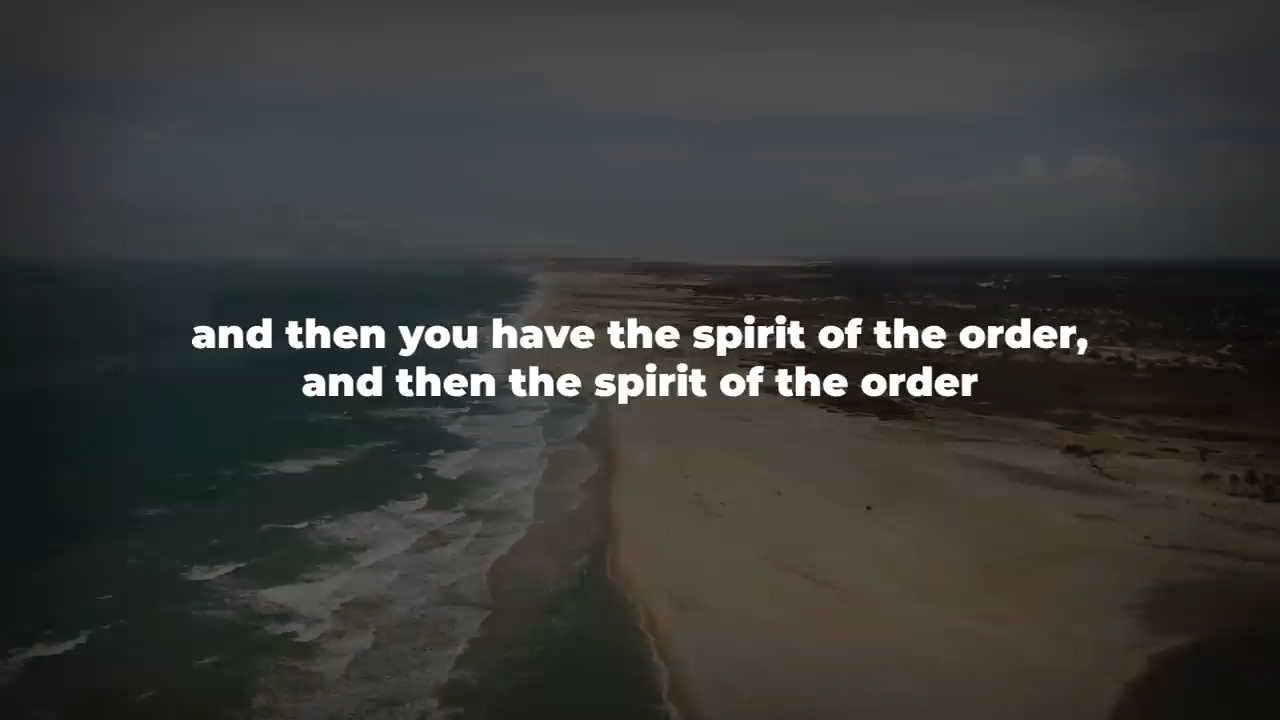 and then you have the spirit of the order,
and then the spirit of the order